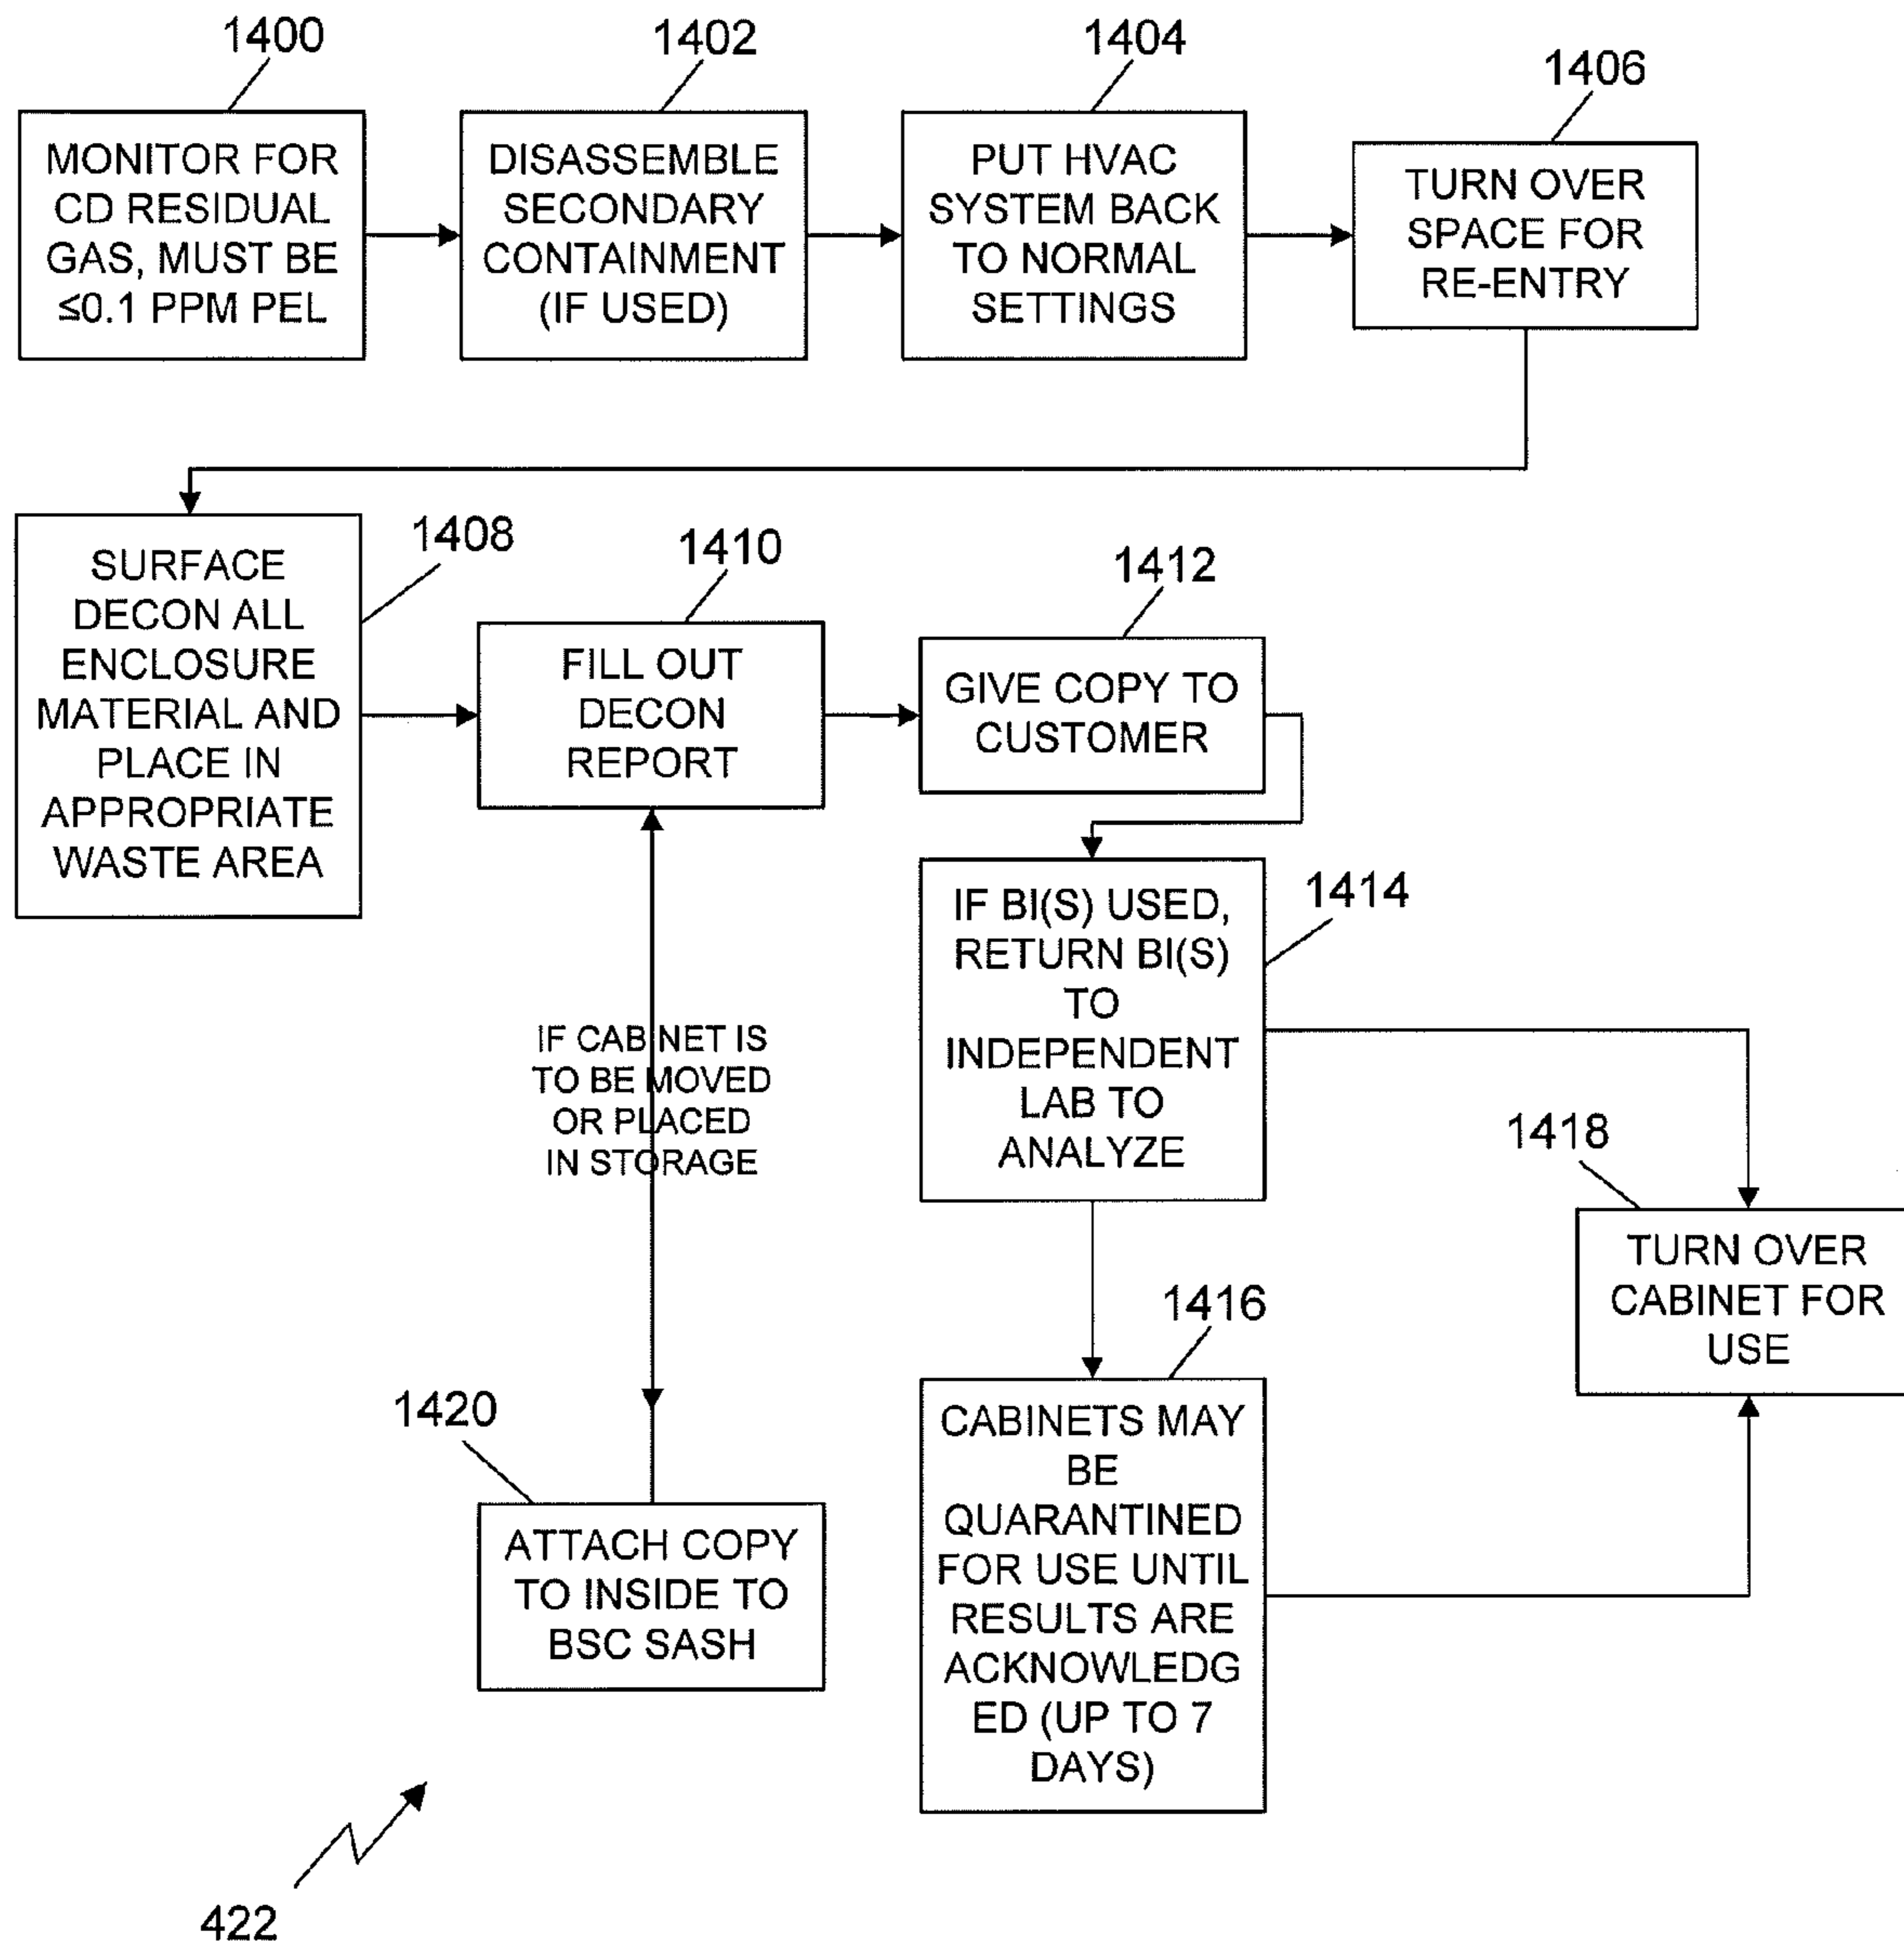 1400
MONITOR FOR
CD RESIDUAL
GAS, MUST BE
≤0.1 PPM PEL
1402
DISASSEMBLE
SECONDARY
CONTAINMENT
(IF USED)
1404
PUT HVAC
SYSTEM BACK
TO NORMAL
SETTINGS
1406
TURN OVER
SPACE FOR
RE-ENTRY
1408
SURFACE
DECON ALL
ENCLOSURE
MATERIAL AND
PLACE IN
APPROPRIATE
WASTE AREA
1410
FILL OUT
DECON
REPORT
1412
GIVE COPY TO
CUSTOMER
1414
IF BI(S) USED,
RETURN BI(S)
TO
INDEPENDENT
LAB TO
ANALYZE
IF CABINET IS
TO BE MOVED
OR PLACED
IN STORAGE
1418
TURN OVER
CABINET FOR
USE
1416
CABINETS MAY
BE
QUARANTINED
FOR USE UNTIL
RESULTS ARE
ACKNOWLEDG
ED (UP TO 7
DAYS)
1420
ATTACH COPY
TO INSIDE TO
BSC SASH
422